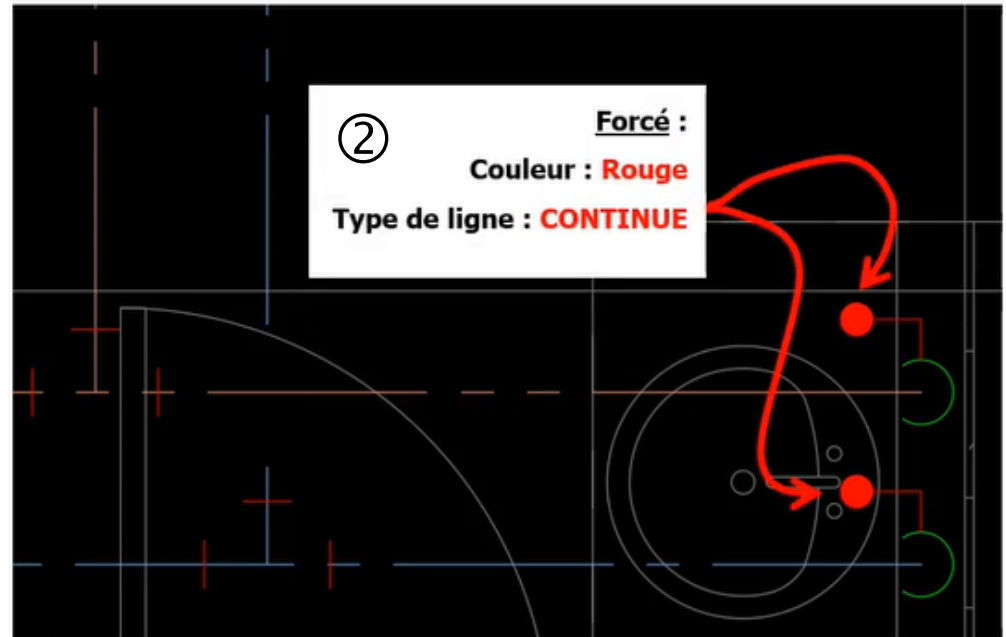 ②
Forcé :
Couleur : Rouge
Type de ligne : CONTINUE